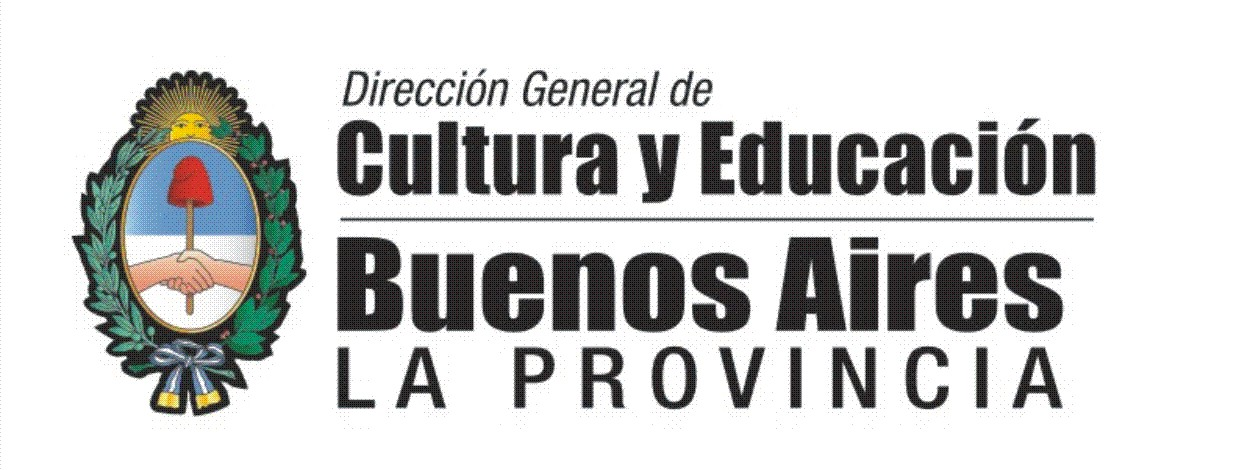 Dirección General de
Cultura y Educación
Buenos Aires
LA PROVINCIA